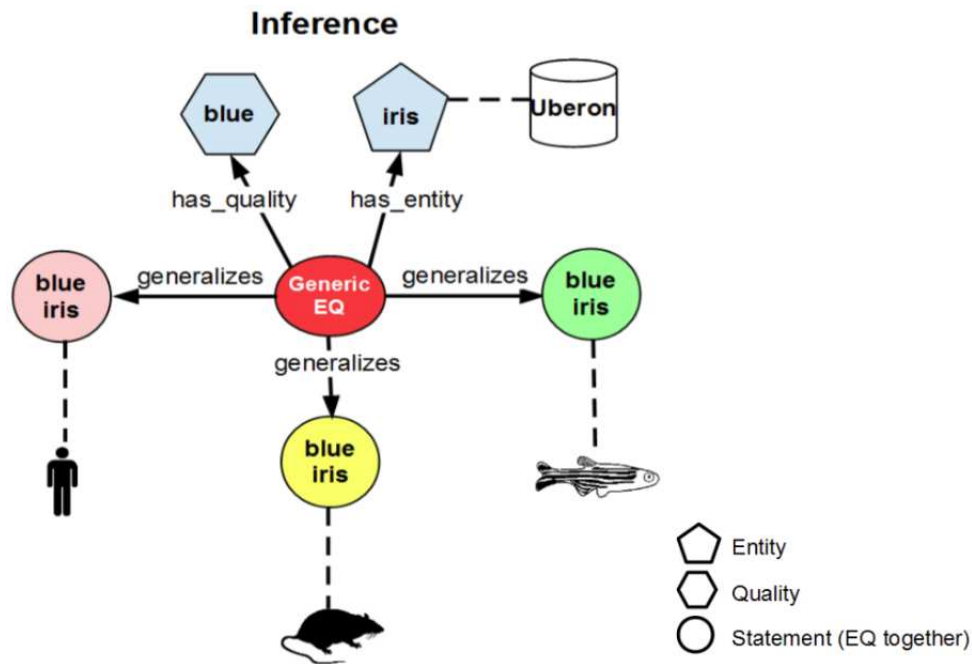 Inference
blue
iris
Uberon
has_quality
has_entity
blue
iris
generalizes
Generic
EQ
generalizes
blue
iris
generalizes
blue
iris
Entity
Quality
Statement (EQ together)